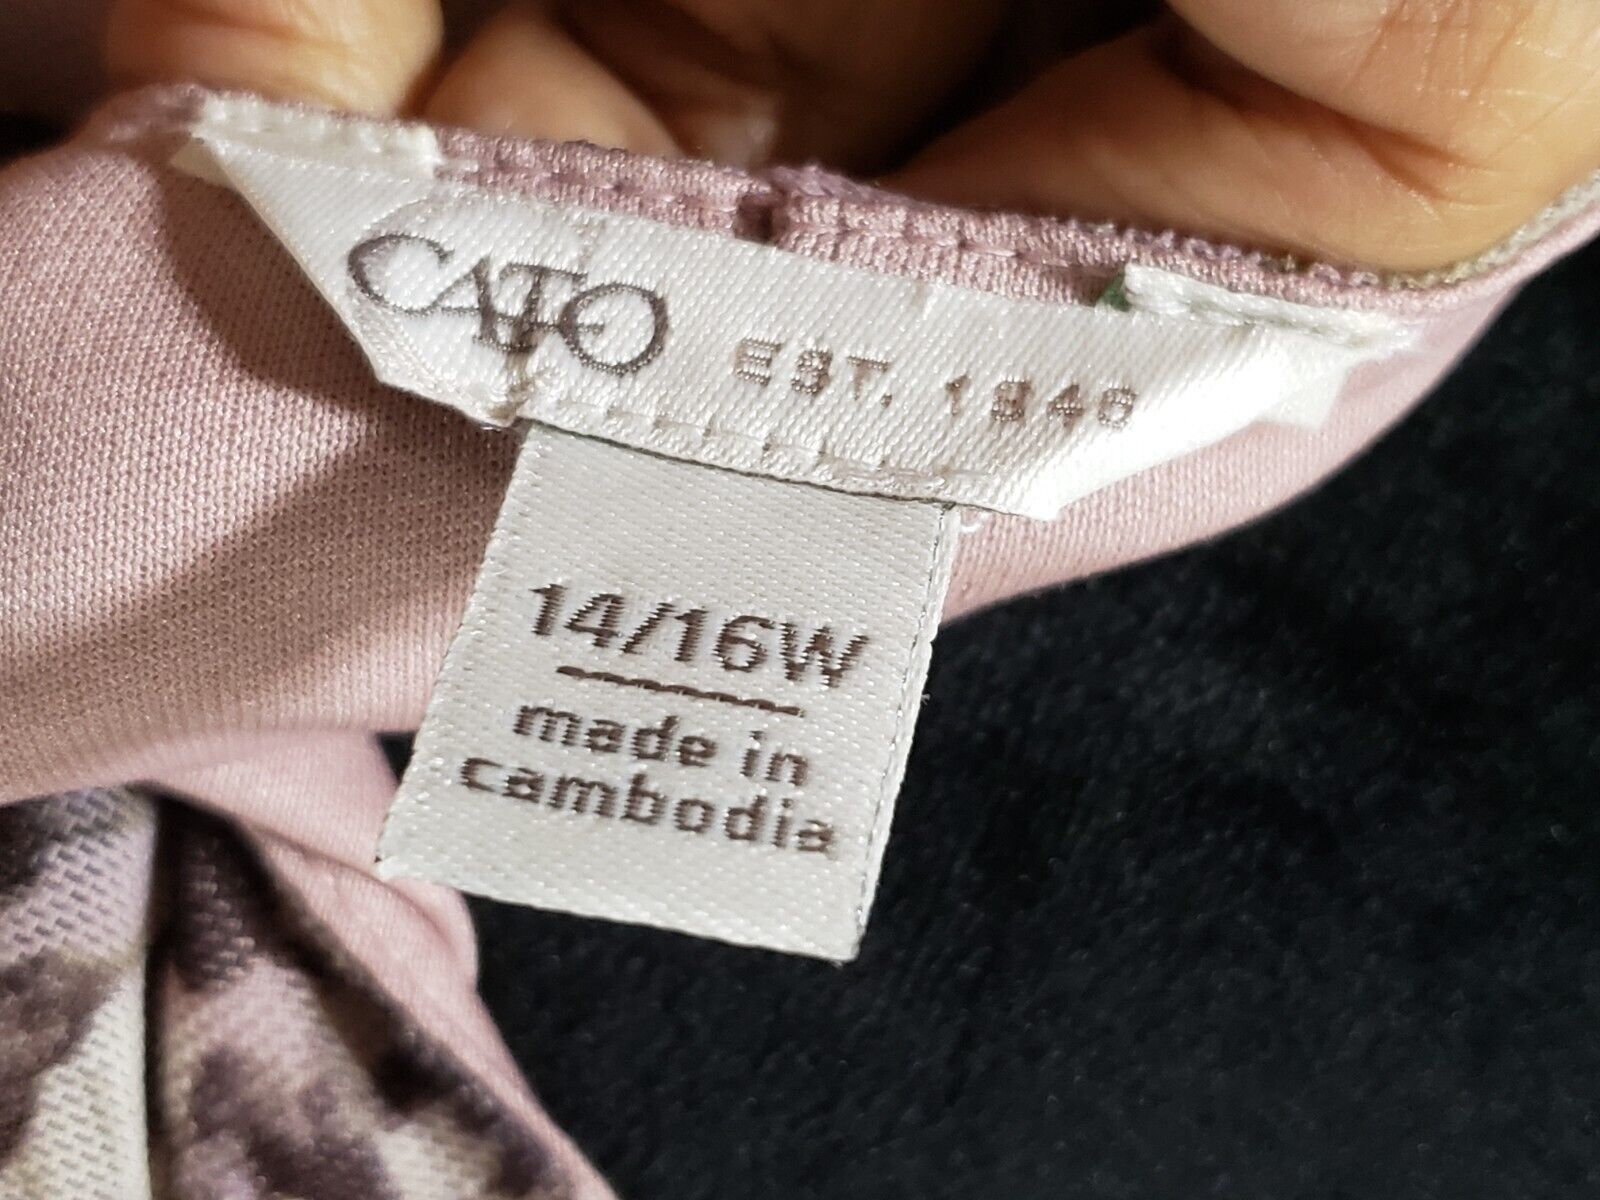 CATO EST. 1946
14/16W
made in
cambodia